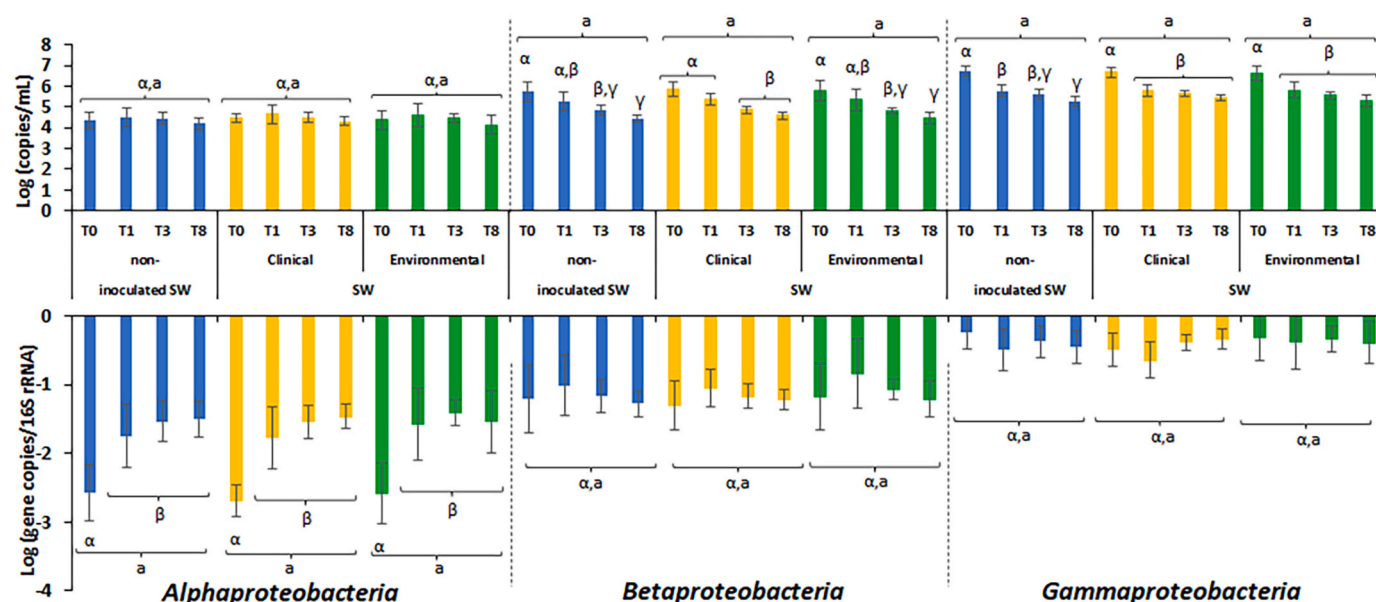 a a a a a a
α α α
α,a α,a α,a α α,β β,γ γ α β α α,β β,γ γ β β,γ γ β β
Log (copies/mL)
8
7
6
5
4
3
2
1
0
T0 T1 T3 T8 T0 T1 T3 T8 T0 T1 T3 T8 T0 T1 T3 T8 T0 T1 T3 T8 T0 T1 T3 T8 T0 T1 T3 T8 T0 T1 T3 T8 T0 T1 T3 T8
non- Clinical Environmental non- Clinical Environmental non- Clinical Environmental
inoculated SW SW inoculated SW SW inoculated SW SW
Log (gene copies/16S rRNA)
0
-1
-2
-3
-4
α,a α,a α,a
α,a α,a α,a
β β β
α α α
a a a
Alphaproteobacteria Betaproteobacteria Gammaproteobacteria